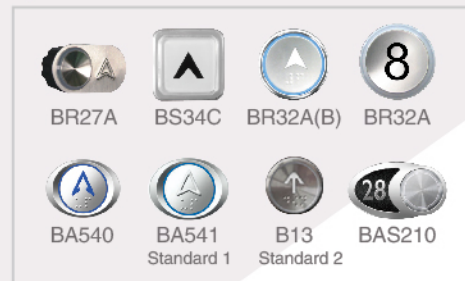 8
BR27A BS34C BR32A(B) BR32A
28
BA540 BA541 B13 BAS210
Standard 1 Standard 2